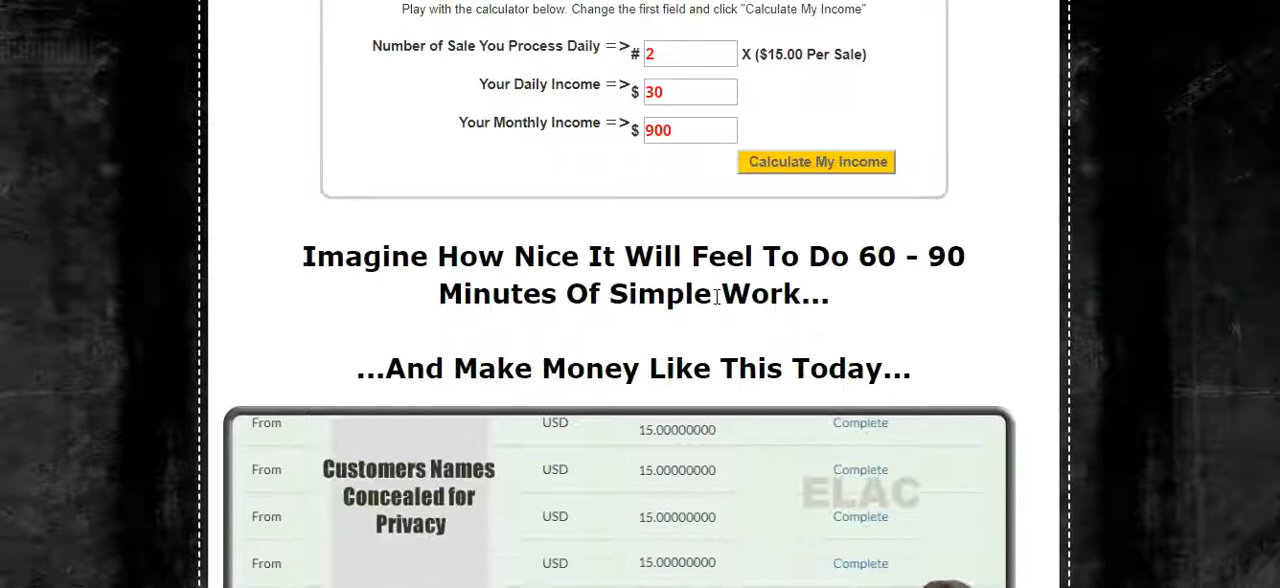 Play with the calculator below. Change the first field and click "Calculate My Income"
Number of Sale You Process Daily => # 2 X ($15.00 Per Sale)
Your Daily Income => $ 30
Your Monthly Income => $ 900
Calculate My Income
Imagine How Nice It Will Feel To Do 60 - 90
Minutes Of Simple Work...
...And Make Money Like This Today...
From USD 15.00000000 Complete
From Customers Names USD 15.00000000 Complete
Concealed for ELAC
From Privacy USD 15.00000000 Complete
From USD 15.00000000 Complete